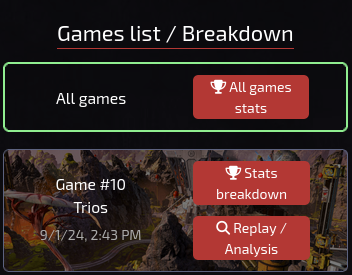 Games list / Breakdown
All games
All games
stats
Game #10
Trios
9/1/24, 2:43 PM
Stats
breakdown
Replay /
Analysis